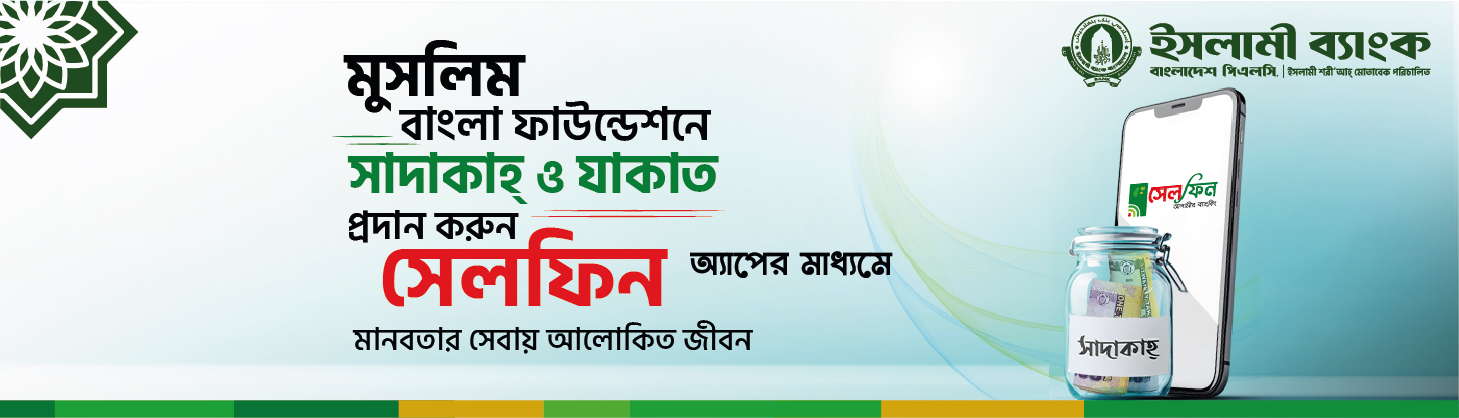 মুসলিম
বাংলা ফাউন্ডেশনে
সাদাকাহ্ ও যাকাত
প্রদান করুন
সেলফিন অ্যাপের মাধ্যমে
মানবতার সেবায় আলোকিত জীবন
ইসলামী ব্যাংক
বাংলাদেশ পিএলসি. | ইসলামী শরী‘আহ্ মোতাবেক পরিচালিত
সেলফিন
সাদাকাহ্